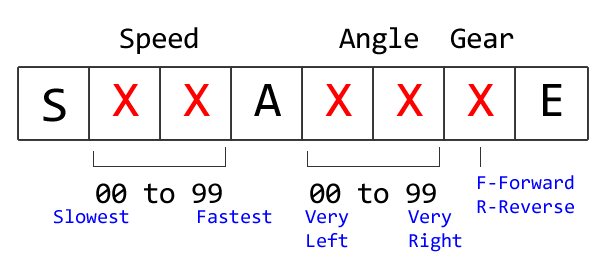 Speed Angle Gear
S X X A X X X E
00 to 99 00 to 99
Slowest Fastest Very Left Very Right
F-Forward
R-Reverse